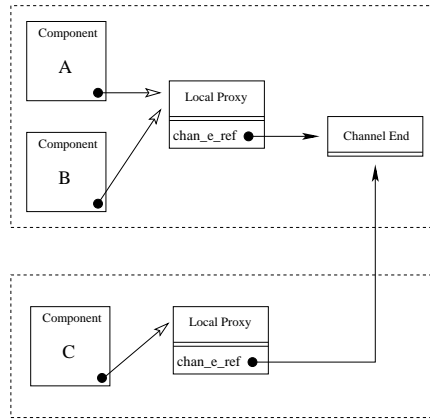 Component
A
Local Proxy
chan_e_ref
Component
B
Channel End
Component
C
Local Proxy
chan_e_ref